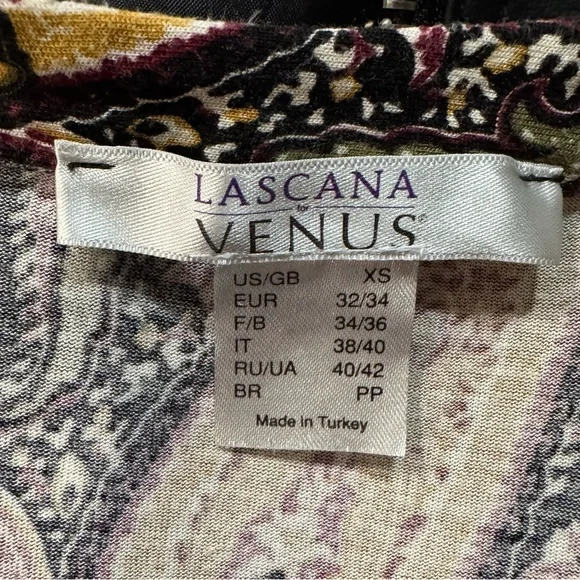 LASCANA
for
VENUS®
US/GB XS
EUR 32/34
F/B 34/36
IT 38/40
RU/UA 40/42
BR PP
Made in Turkey